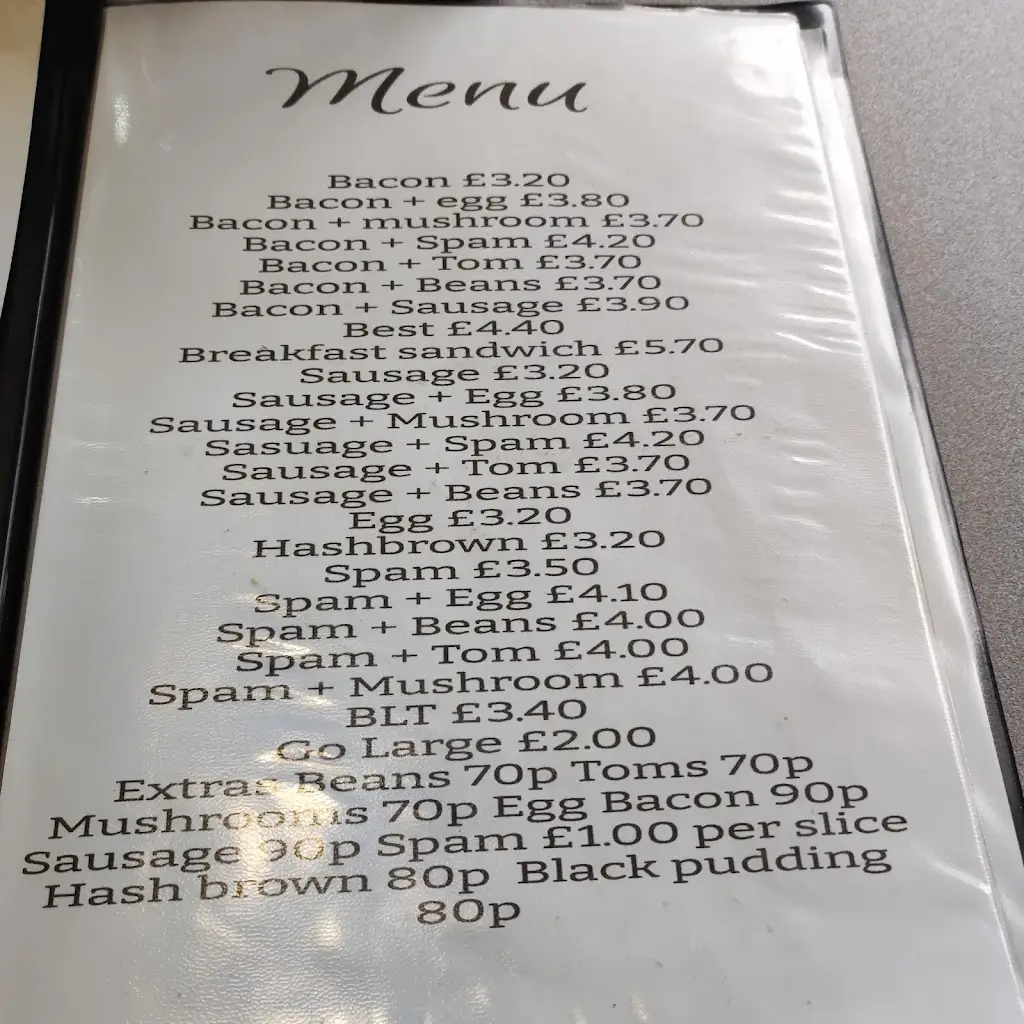 Menu
Bacon £3.20
Bacon + egg £3.80
Bacon + mushroom £3.70
Bacon + Spam £4.20
Bacon + Tom £3.70
Bacon + Beans £3.70
Bacon + Sausage £3.90
Best £4.40
Breakfast sandwich £5.70
Sausage £3.20
Sausage + Egg £3.80
Sausage + Mushroom £3.70
Sasuage + Spam £4.20
Sausage + Tom £3.70
Sausage + Beans £3.70
Egg £3.20
Hashbrown £3.20
Spam £3.50
Spam + Egg £4.10
Spam + Beans £4.00
Spam + Tom £4.00
Spam + Mushroom £4.00
BLT £3.40
Go Large £2.00
Extras Beans 70p Toms 70p
Mushrooms 70p Egg Bacon 90p
Sausage 90p Spam £1.00 per slice
Hash brown 80p Black pudding
80p